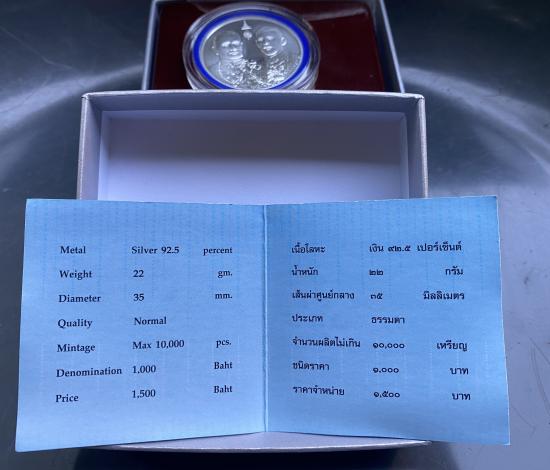 Metal Silver 92.5 percent
Weight 22 gm.
Diameter 35 mm.
Quality Normal
Mintage Max 10,000 pcs.
Denomination 1,000 Baht
Price 1,500 Baht
เนื้อโลหะ เงิน ๙๒.๕ เปอร์เซ็นต์
น้ำหนัก ๒๒ กรัม
เส้นผ่าศูนย์กลาง ๓๕ มิลลิเมตร
ประเภท ธรรมดา
จำนวนผลิตไม่เกิน ๑๐,๐๐๐ เหรียญ
ชนิดราคา ๑,๐๐๐ บาท
ราคาจำหน่าย ๑,๕๐๐ บาท